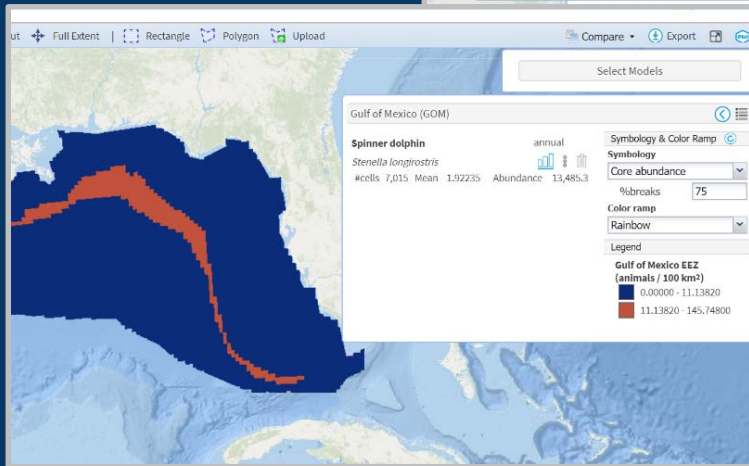 ut Full Extent | Rectangle Polygon Upload Compare Export
Select Models
Gulf of Mexico (GOM)
Spinner dolphin annual
Stenella longirostris
#cells 7,015 Mean 1.92235 Abundance 13,485.3
Symbology & Color Ramp
Symbology
Core abundance
%breaks 75
Color ramp
Rainbow
Legend
Gulf of Mexico EEZ
(animals / 100 km²)
0.00000 - 11.13820
11.13820 - 145.74800